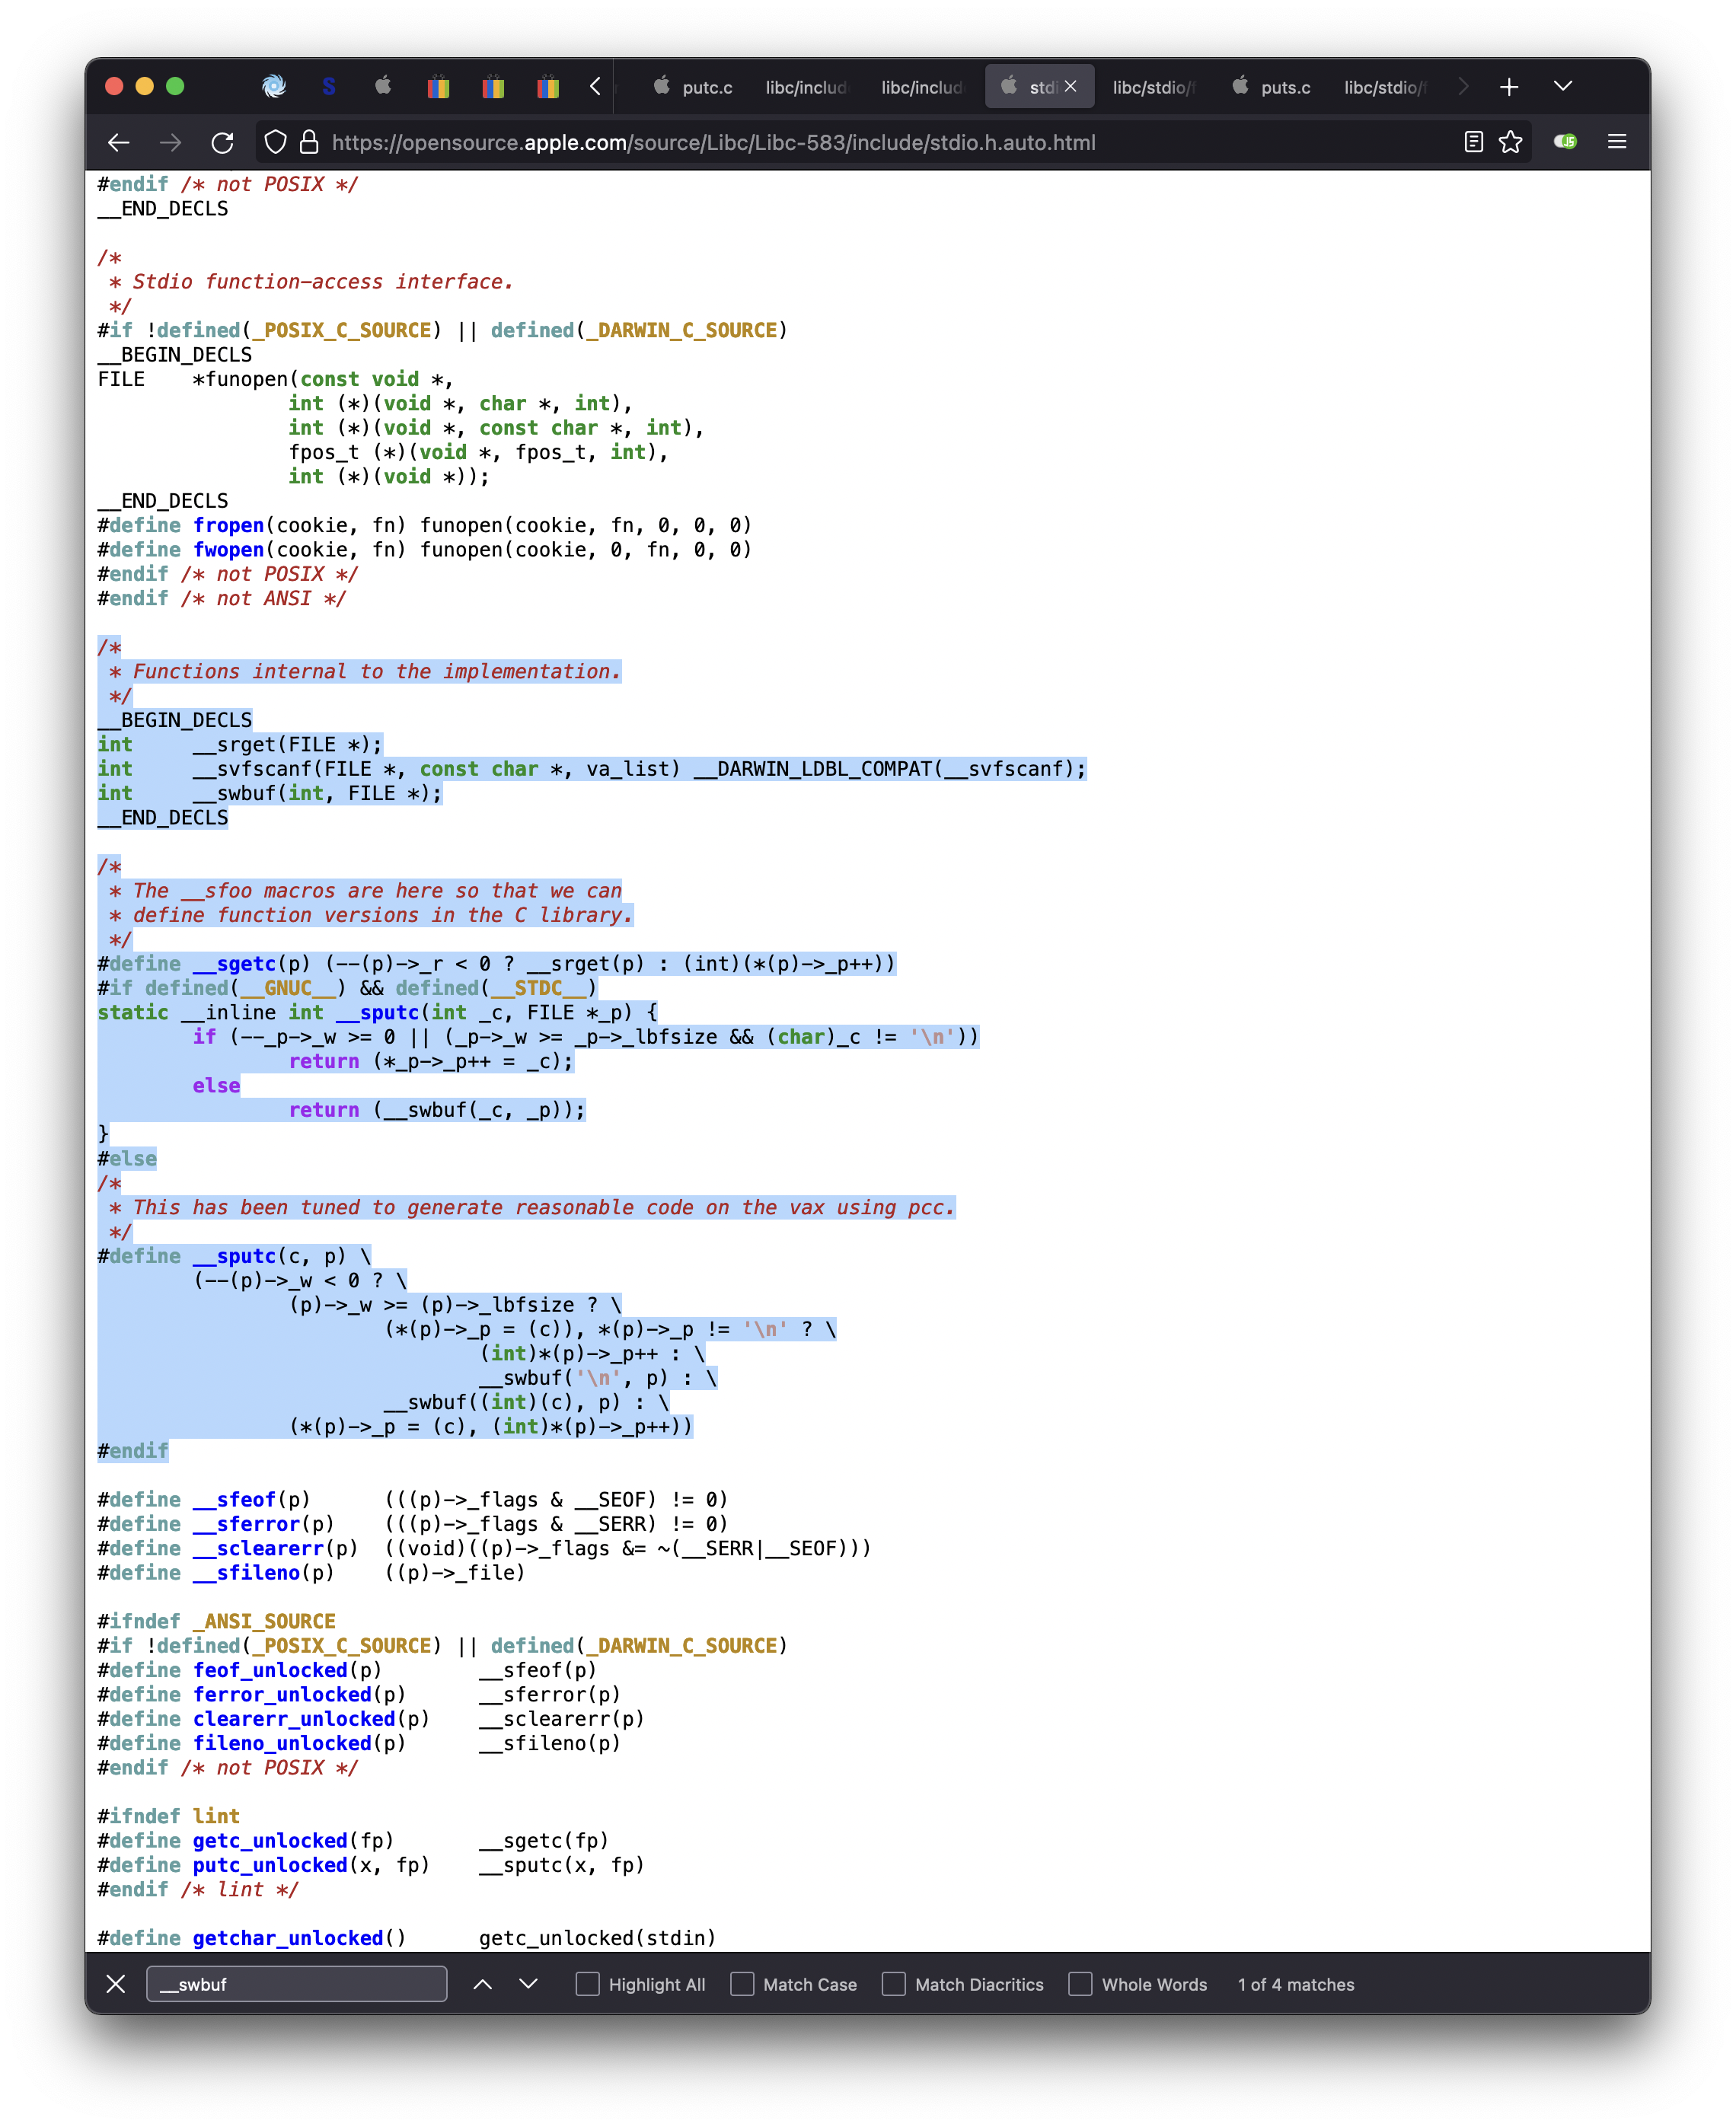 S
putc.c
libc/includ
libc/includ
stdi
libc/stdio/f
puts.c
libc/stdio/f
https://opensource.apple.com/source/Libc/Libc-583/include/stdio.h.auto.html
JS
#endif /* not POSIX */
__END_DECLS
/*
 * Stdio function-access interface.
 */
#if !defined(_POSIX_C_SOURCE) || defined(_DARWIN_C_SOURCE)
__BEGIN_DECLS
FILE    *funopen(const void *,
                int (*)(void *, char *, int),
                int (*)(void *, const char *, int),
                fpos_t (*)(void *, fpos_t, int),
                int (*)(void *));
__END_DECLS
#define fropen(cookie, fn) funopen(cookie, fn, 0, 0, 0)
#define fwopen(cookie, fn) funopen(cookie, 0, fn, 0, 0)
#endif /* not POSIX */
#endif /* not ANSI */
/*
 * Functions internal to the implementation.
 */
__BEGIN_DECLS
int     __srget(FILE *);
int     __svfscanf(FILE *, const char *, va_list) __DARWIN_LDBL_COMPAT(__svfscanf);
int     __swbuf(int, FILE *);
__END_DECLS
/*
 * The __sfoo macros are here so that we can
 * define function versions in the C library.
 */
#define __sgetc(p) (--(p)->_r < 0 ? __srget(p) : (int)(*(p)->_p++))
#if defined(__GNUC__) && defined(__STDC__)
static __inline int __sputc(int _c, FILE *_p) {
        if (--_p->_w >= 0 || (_p->_w >= _p->_lbfsize && (char)_c != '\n'))
                return (*_p->_p++ = _c);
        else
                return (__swbuf(_c, _p));
}
#else
/*
 * This has been tuned to generate reasonable code on the vax using pcc.
 */
#define __sputc(c, p) \
        (--(p)->_w < 0 ? \
                (p)->_w >= (p)->_lbfsize ? \
                        (*(p)->_p = (c)), *(p)->_p != '\n' ? \
                                (int)*(p)->_p++ : \
                                __swbuf('\n', p) : \
                        __swbuf((int)(c), p) : \
                (*(p)->_p = (c), (int)*(p)->_p++))
#endif
#define __sfeof(p)      (((p)->_flags & __SEOF) != 0)
#define __sferror(p)    (((p)->_flags & __SERR) != 0)
#define __sclearerr(p)  ((void)((p)->_flags &= ~(__SERR|__SEOF)))
#define __sfileno(p)    ((p)->_file)
#ifndef _ANSI_SOURCE
#if !defined(_POSIX_C_SOURCE) || defined(_DARWIN_C_SOURCE)
#define feof_unlocked(p)        __sfeof(p)
#define ferror_unlocked(p)      __sferror(p)
#define clearerr_unlocked(p)    __sclearerr(p)
#define fileno_unlocked(p)      __sfileno(p)
#endif /* not POSIX */
#ifndef lint
#define getc_unlocked(fp)       __sgetc(fp)
#define putc_unlocked(x, fp)    __sputc(x, fp)
#endif /* lint */
#define getchar_unlocked()      getc_unlocked(stdin)
__swbuf
Highlight All
Match Case
Match Diacritics
Whole Words
1 of 4 matches